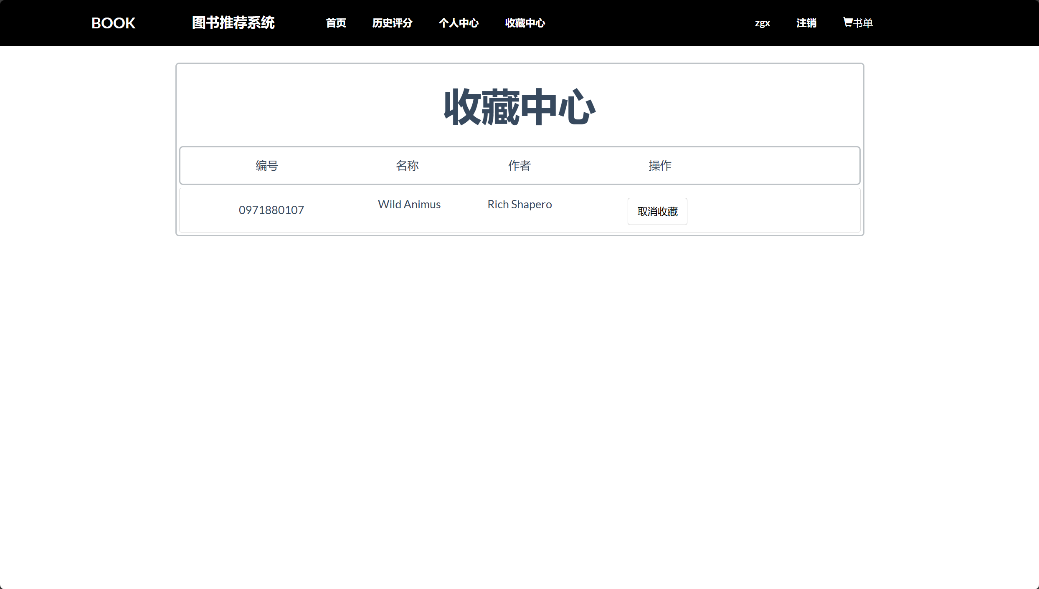 BOOK 图书推荐系统 首页 历史评分 个人中心 收藏中心 zgx 注销 书单
收藏中心
编号 名称 作者 操作
0971880107 Wild Animus Rich Shapero 取消收藏